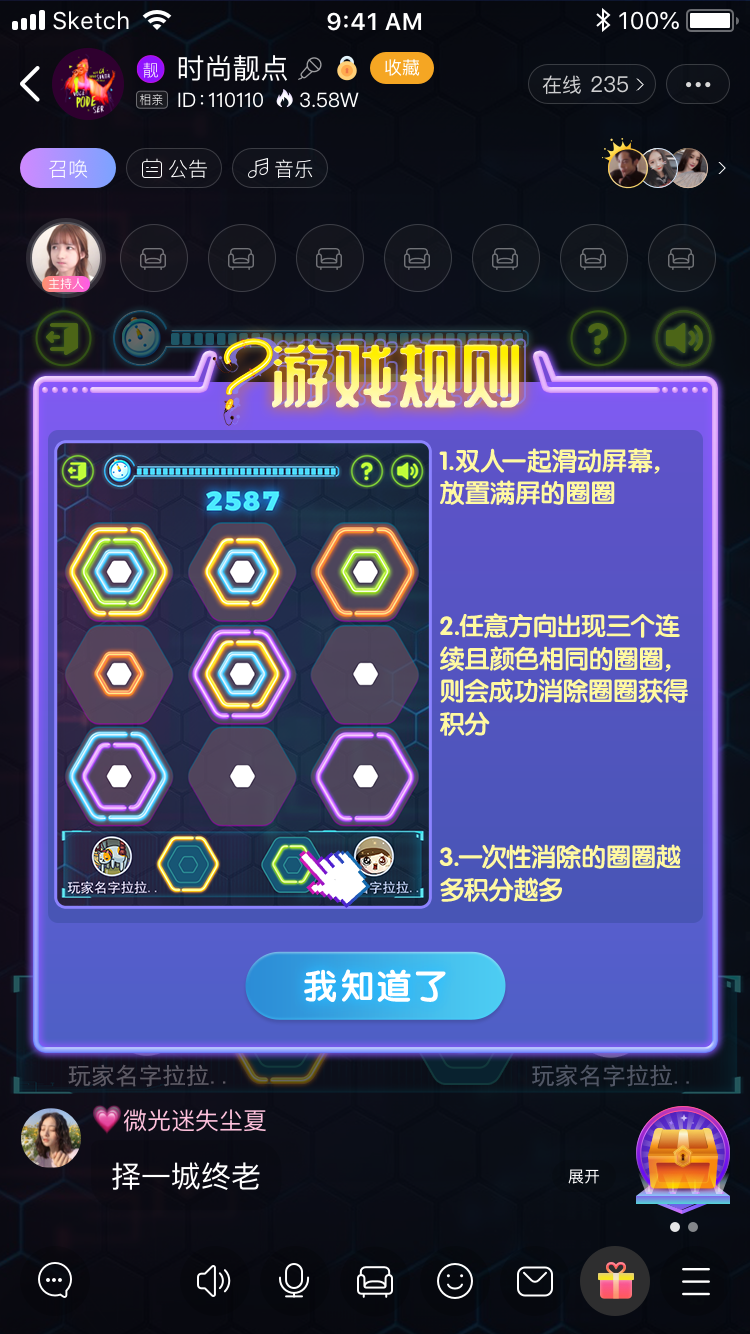 Sketch
9:41 AM
100%
靓 时尚靓点 收藏
相亲 ID:110110 3.58W
在线 235
召唤 公告 音乐
主持人
游戏规则
2587
玩家名字拉拉..
字拉拉..
1.双人一起滑动屏幕,
放置满屏的圈圈
2.任意方向出现三个连
续且颜色相同的圈圈,
则会成功消除圈圈获得
积分
3.一次性消除的圈圈越
多积分越多
我知道了
玩家名字拉拉.. 玩家名字拉拉..
微光迷失尘夏
择一城终老
展开